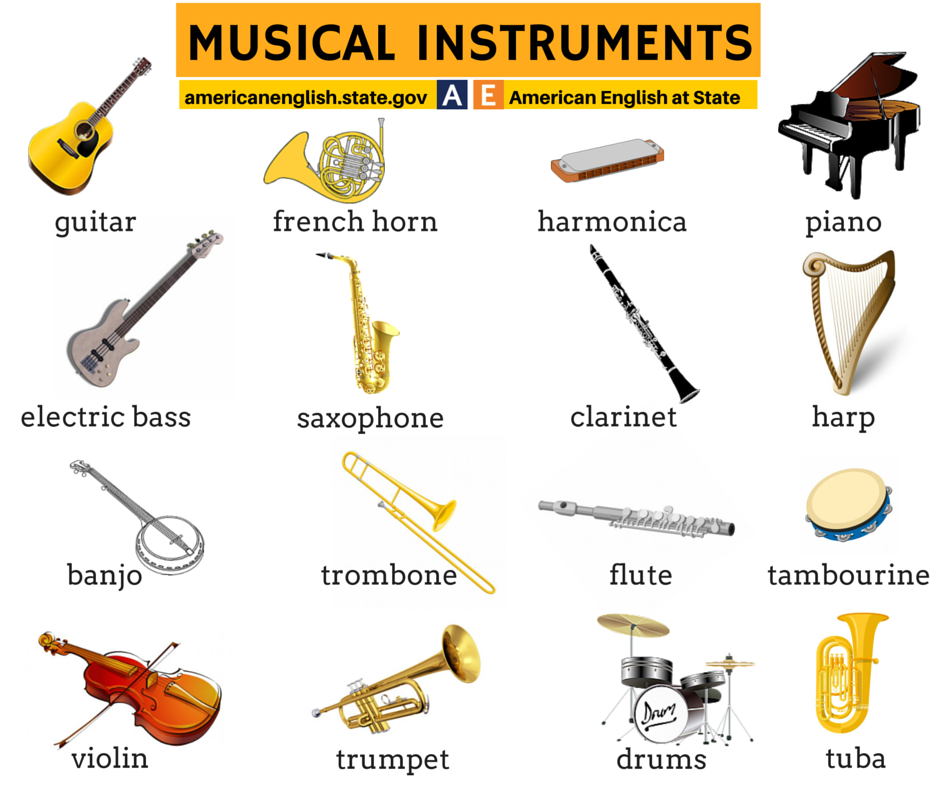 MUSICAL INSTRUMENTS
americanenglish.state.gov A E American English at State
guitar french horn harmonica piano
electric bass saxophone clarinet harp
banjo trombone flute tambourine
Drum
violin trumpet drums tuba